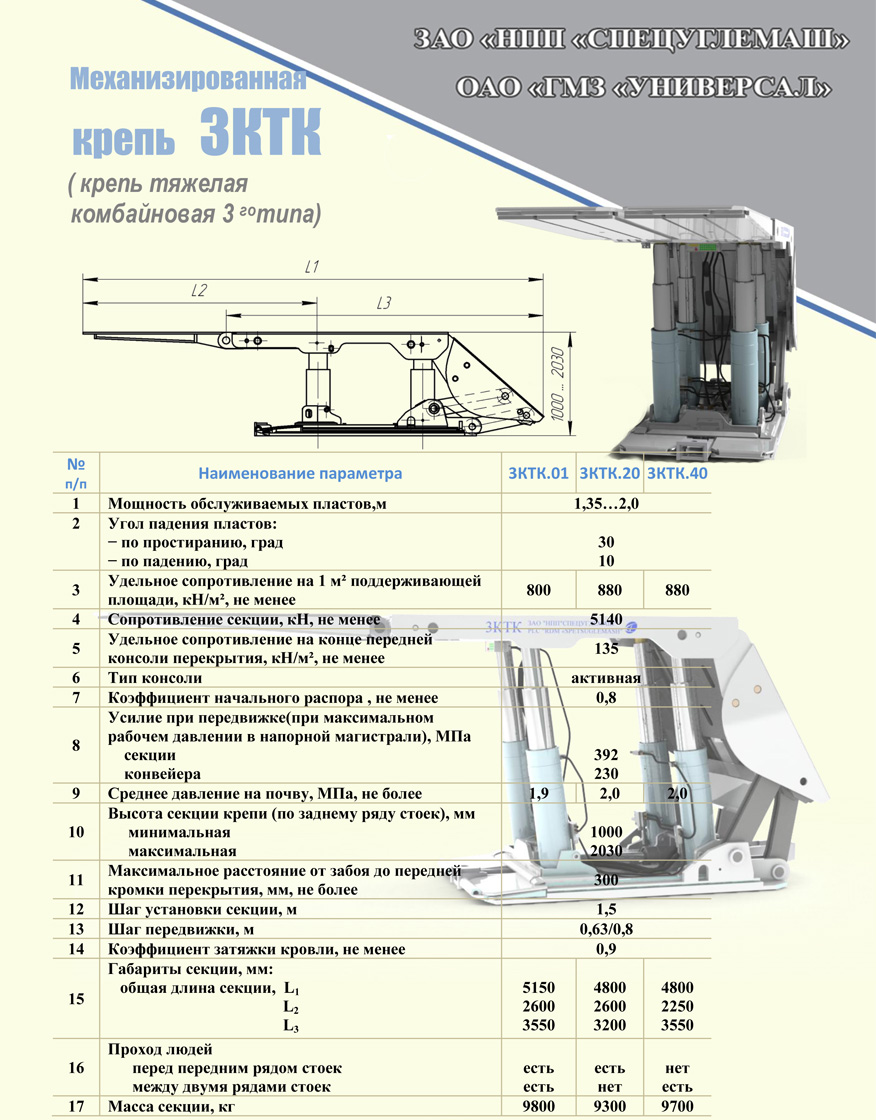 ЗАО «НПП «СПЕЦУГЛЕМАШ»
ОАО «ГМЗ «УНИВЕРСАЛ»
Механизированная
крепь 3КТК
( крепь тяжелая
комбайновая 3 го типа)
L1
L2
L3
1000 ... 2030
№ п/п Наименование параметра 3КТК.01 3КТК.20 3КТК.40
1 Мощность обслуживаемых пластов,м 1,35…2,0
2 Угол падения пластов:
− по простиранию, град 30
− по падению, град 10
3 Удельное сопротивление на 1 м² поддерживающей
площади, кН/м², не менее 800 880 880
4 Сопротивление секции, кН, не менее 5140
5 Удельное сопротивление на конце передней
консоли перекрытия, кН/м², не менее 135
6 Тип консоли активная
7 Коэффициент начального распора , не менее 0,8
8 Усилие при передвижке(при максимальном
рабочем давлении в напорной магистрали), МПа
секции 392
конвейера 230
9 Среднее давление на почву, МПа, не более 1,9 2,0 2,0
10 Высота секции крепи (по заднему ряду стоек), мм
минимальная 1000
максимальная 2030
11 Максимальное расстояние от забоя до передней
кромки перекрытия, мм, не более 300
12 Шаг установки секции, м 1,5
13 Шаг передвижки, м 0,63/0,8
14 Коэффициент затяжки кровли, не менее 0,9
15 Габариты секции, мм:
общая длина секции, L₁ 5150 4800 4800
L₂ 2600 2600 2250
L₃ 3550 3200 3550
16 Проход людей
перед передним рядом стоек есть есть нет
между двумя рядами стоек есть нет есть
17 Масса секции, кг 9800 9300 9700
3КТК